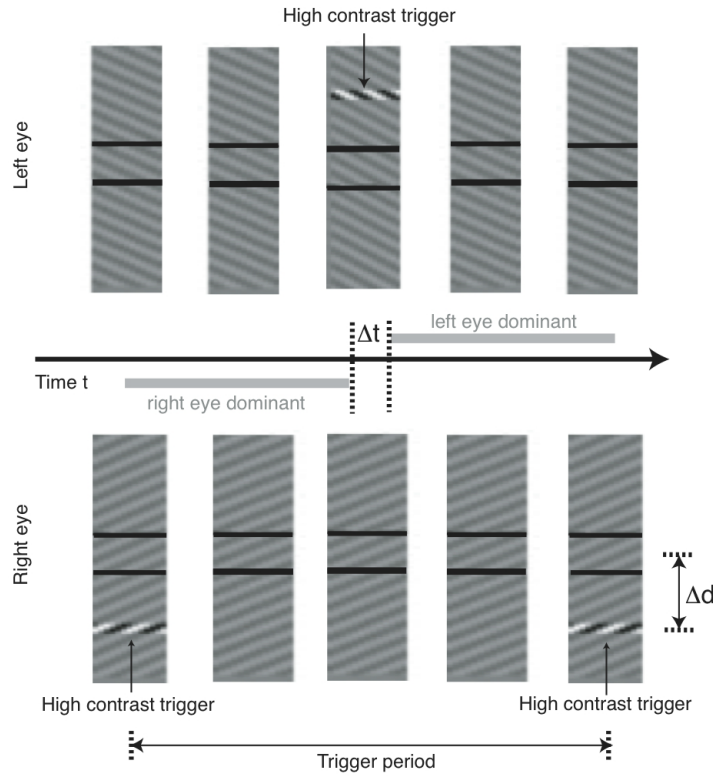 High contrast trigger
Left eye
Δt
left eye dominant
Time t
right eye dominant
Right eye
Δd
High contrast trigger
High contrast trigger
Trigger period